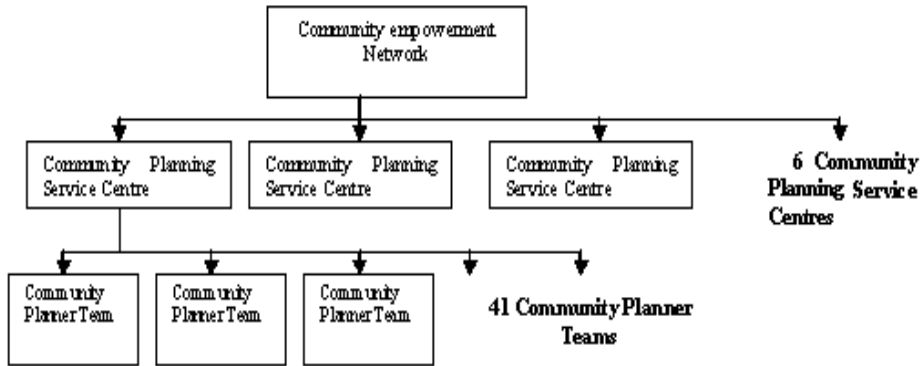 Community empowerment
Network
Community Planning
Service Centre
Community Planning
Service Centre
Community Planning
Service Centre
6 Community
Planning Service
Centres
Community
Planner Team
Community
Planner Team
Community
Planner Team
41 Community Planner
Teams